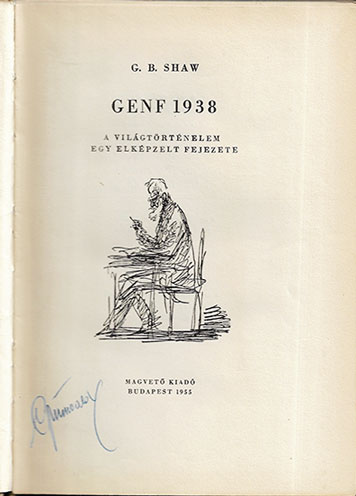 G. B. SHAW
GENF 1938
A VILÁGTÖRTÉNELEM
EGY ELKÉPZELT FEJEZETE
MAGVETŐ KIADÓ
BUDAPEST 1955